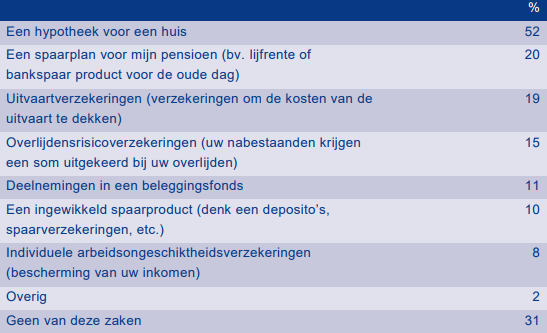 %
Een hypotheek voor een huis 52
Een spaarplan voor mijn pensioen (bv. lijfrente of 20
bankspaar product voor de oude dag)
Uitvaartverzekeringen (verzekeringen om de kosten van de 19
uitvaart te dekken)
Overlijdensrisicoverzekeringen (uw nabestaanden krijgen 15
een som uitgekeerd bij uw overlijden)
Deelnemingen in een beleggingsfonds 11
Een ingewikkeld spaarproduct (denk een deposito's, 10
spaarverzekeringen, etc.)
Individuele arbeidsongeschiktheidsverzekeringen 8
(bescherming van uw inkomen)
Overig 2
Geen van deze zaken 31